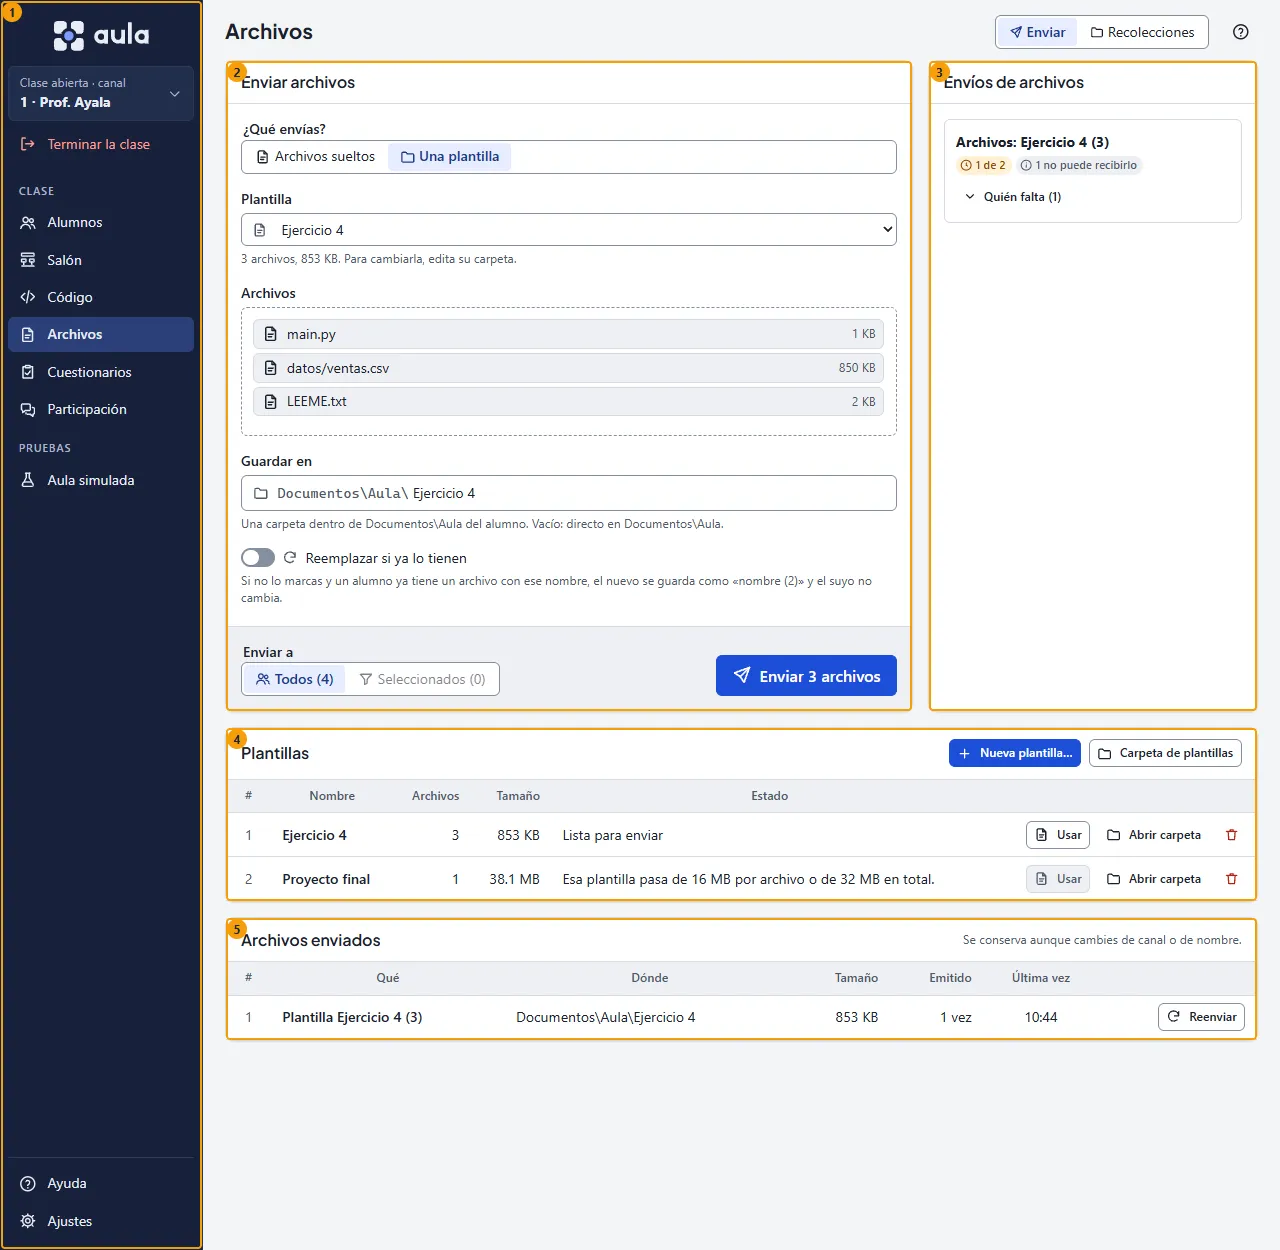 1
aula
Clase abierta · canal
1 · Prof. Ayala
Terminar la clase
CLASE
Alumnos
Salón
Código
Archivos
Cuestionarios
Participación
PRUEBAS
Aula simulada
Ayuda
Ajustes
Archivos
Enviar
Recolecciones
2
Enviar archivos
¿Qué envías?
Archivos sueltos
Una plantilla
Plantilla
Ejercicio 4
3 archivos, 853 KB. Para cambiarla, edita su carpeta.
Archivos
main.py 1 KB
datos/ventas.csv 850 KB
LEEME.txt 2 KB
Guardar en
Documentos\Aula\ Ejercicio 4
Una carpeta dentro de Documentos\Aula del alumno. Vacío: directo en Documentos\Aula.
Reemplazar si ya lo tienen
Si no lo marcas y un alumno ya tiene un archivo con ese nombre, el nuevo se guarda como «nombre (2)» y el suyo no
cambia.
Enviar a
Todos (4)
Seleccionados (0)
Enviar 3 archivos
3
Envíos de archivos
Archivos: Ejercicio 4 (3)
1 de 2
1 no puede recibirlo
Quién falta (1)
4
Plantillas
Nueva plantilla...
Carpeta de plantillas
# Nombre Archivos Tamaño Estado
1 Ejercicio 4 3 853 KB Lista para enviar Usar Abrir carpeta
2 Proyecto final 1 38.1 MB Esa plantilla pasa de 16 MB por archivo o de 32 MB en total. Usar Abrir carpeta
5
Archivos enviados
Se conserva aunque cambies de canal o de nombre.
# Qué Dónde Tamaño Emitido Última vez
1 Plantilla Ejercicio 4 (3) Documentos\Aula\Ejercicio 4 853 KB 1 vez 10:44 Reenviar